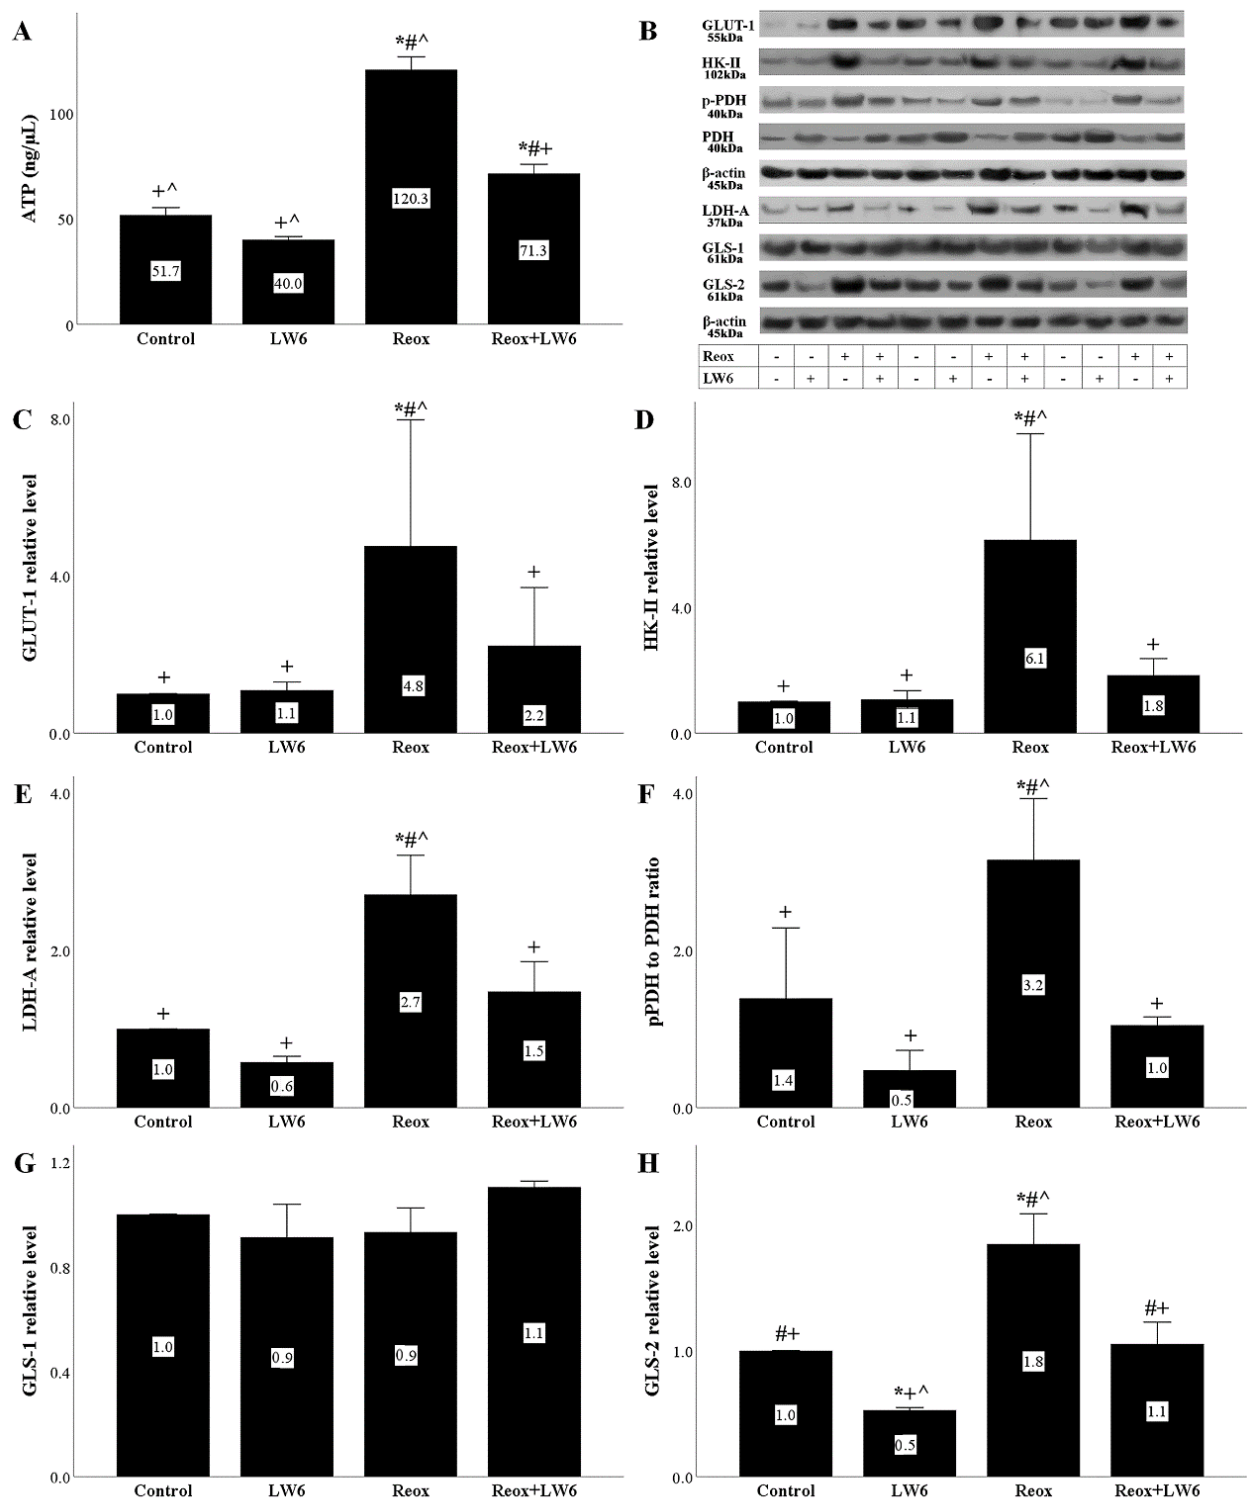 A
ATP (ng/µL)
100
50
0
+^
+^
*#^
*#+
51.7
40.0
120.3
71.3
Control LW6 Reox Reox+LW6
B
GLUT-1
55kDa
HK-II
102kDa
p-PDH
40kDa
PDH
40kDa
β-actin
45kDa
LDH-A
37kDa
GLS-1
61kDa
GLS-2
61kDa
β-actin
45kDa
Reox - - + + - - + + - - + +
LW6 - + - + - + - + - + - +
C
GLUT-1 relative level
8.0
4.0
0.0
+
+
*#^
+
1.0
1.1
4.8
2.2
Control LW6 Reox Reox+LW6
D
HK-II relative level
8.0
4.0
0.0
+
+
*#^
+
1.0
1.1
6.1
1.8
Control LW6 Reox Reox+LW6
E
LDH-A relative level
4.0
2.0
0.0
+
+
*#^
+
1.0
0.6
2.7
1.5
Control LW6 Reox Reox+LW6
F
pPDH to PDH ratio
4.0
2.0
0.0
+
+
*#^
+
1.4
0.5
3.2
1.0
Control LW6 Reox Reox+LW6
G
GLS-1 relative level
1.2
0.8
0.4
0.0
1.0
0.9
0.9
1.1
Control LW6 Reox Reox+LW6
H
GLS-2 relative level
2.0
1.0
0.0
#+
*+^
*#^
#+
1.0
0.5
1.8
1.1
Control LW6 Reox Reox+LW6